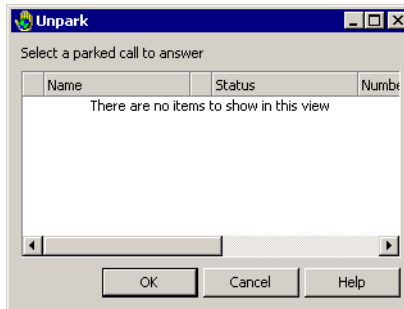 Unpark
Select a parked call to answer
Name Status Numbe
There are no items to show in this view
OK Cancel Help